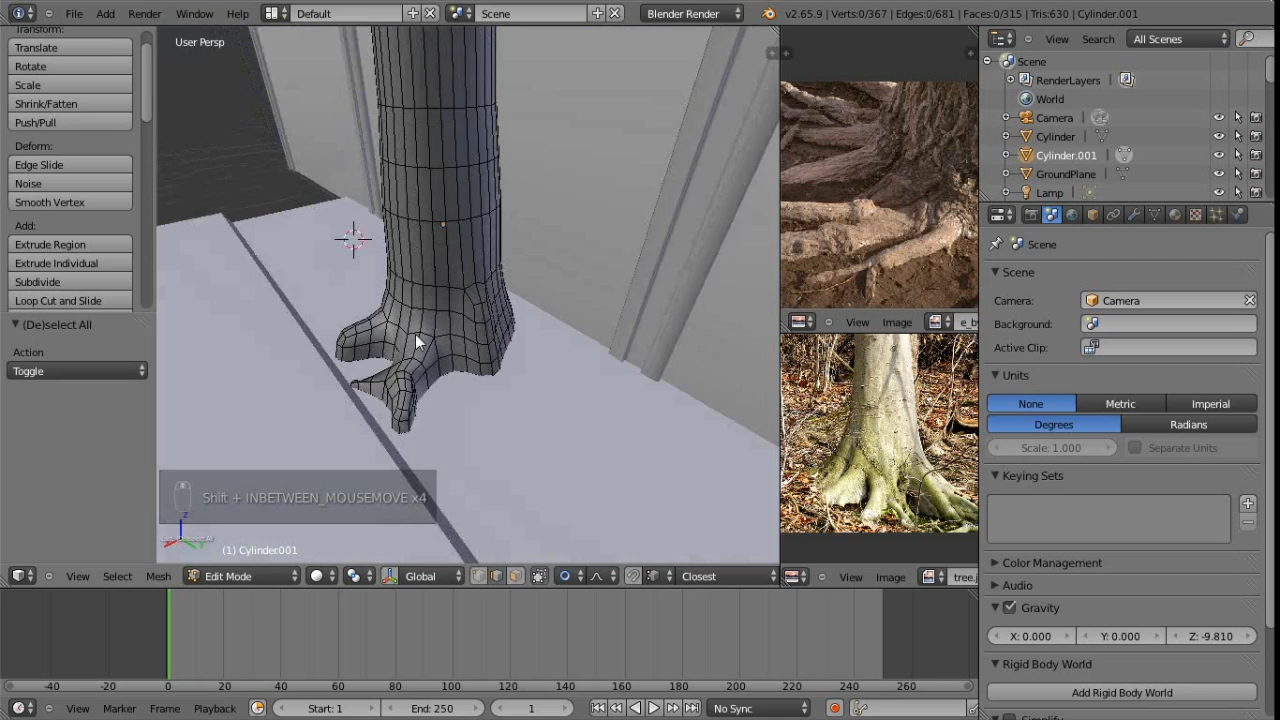 File Add Render Window Help Default Scene Blender Render v2.65.9 | Verts:0/367 | Edges:0/681 | Faces:0/315 | Tris:630 | Cylinder.001
Transform:
Translate
Rotate
Scale
Shrink/Fatten
Push/Pull
Deform:
Edge Slide
Noise
Smooth Vertex
Add:
Extrude Region
Extrude Individual
Subdivide
Loop Cut and Slide
(De)select All
Action
Toggle
User Persp
Shift + INBETWEEN_MOUSEMOVE x4
z
(1) Cylinder.001
View Select Mesh Edit Mode Global Closest
View Image e_b
View Image tree.j
View Search All Scenes
Scene
RenderLayers
World
Camera
Cylinder
Cylinder.001
GroundPlane
Lamp
Scene
Scene
Camera: Camera
Background:
Active Clip:
Units
None Metric Imperial
Degrees Radians
Scale: 1.000 Separate Units
Keying Sets
Color Management
Audio
Gravity
X: 0.000 Y: 0.000 Z: -9.810
Rigid Body World
Add Rigid Body World
-40 -20 0 20 40 60 80 100 120 140 160 180 200 220 240 260
View Marker Frame Playback Start: 1 End: 250 1 No Sync